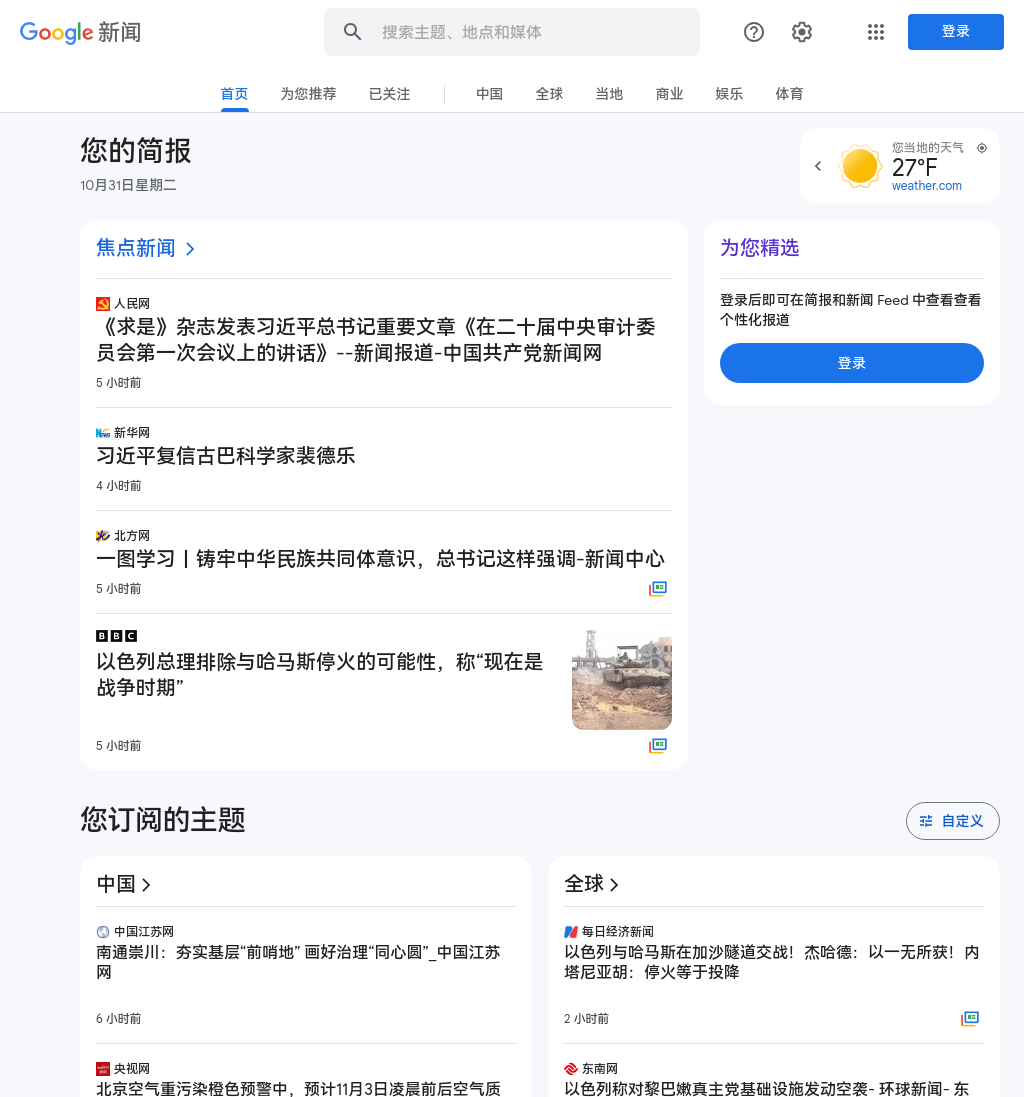 Google 新闻
搜索主题、地点和媒体
登录
首页
为您推荐
已关注
中国
全球
当地
商业
娱乐
体育
您的简报
10月31日星期二
您当地的天气
27°F
weather.com
焦点新闻
人民网
《求是》杂志发表习近平总书记重要文章《在二十届中央审计委
员会第一次会议上的讲话》--新闻报道-中国共产党新闻网
5 小时前
新华网
习近平复信古巴科学家裴德乐
4 小时前
北方网
一图学习丨铸牢中华民族共同体意识，总书记这样强调-新闻中心
5 小时前
BBC
以色列总理排除与哈马斯停火的可能性，称“现在是
战争时期”
5 小时前
为您精选
登录后即可在简报和新闻 Feed 中查看查看
个性化报道
登录
您订阅的主题
自定义
中国
中国江苏网
南通崇川：夯实基层“前哨地” 画好治理“同心圆”_中国江苏
网
6 小时前
央视网
北京空气重污染橙色预警中，预计11月3日凌晨前后空气质
全球
每日经济新闻
以色列与哈马斯在加沙隧道交战！杰哈德：以一无所获！内
塔尼亚胡：停火等于投降
2 小时前
东南网
以色列称对黎巴嫩真主党基础设施发动空袭- 环球新闻- 东